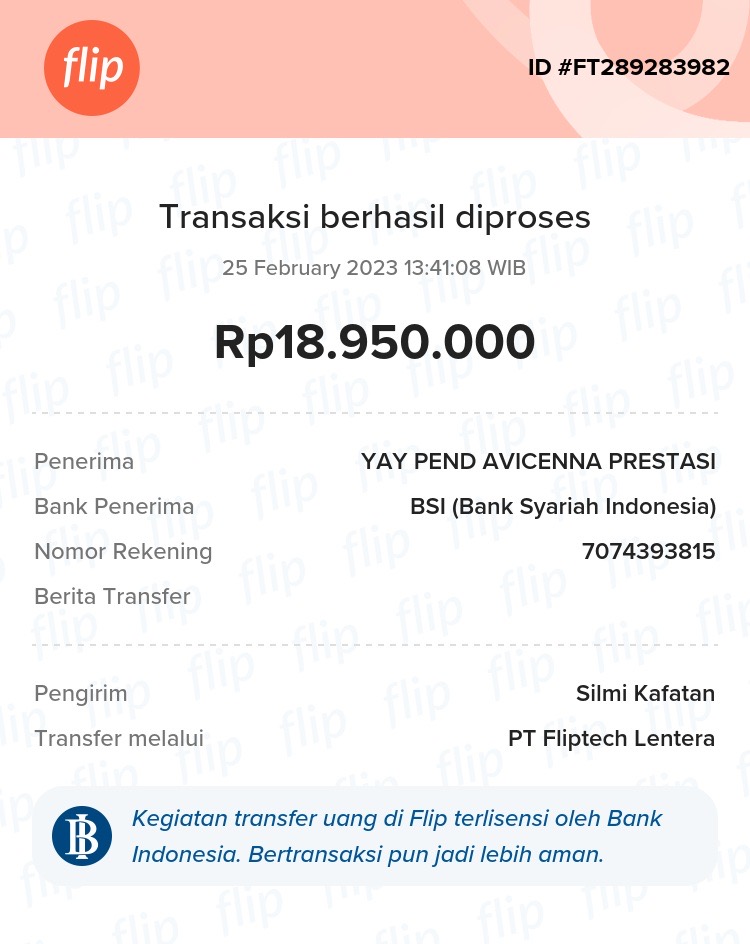 flip
ID #FT289283982
Transaksi berhasil diproses
25 February 2023 13:41:08 WIB
Rp18.950.000
Penerima YAY PEND AVICENNA PRESTASI
Bank Penerima BSI (Bank Syariah Indonesia)
Nomor Rekening 7074393815
Berita Transfer
Pengirim Silmi Kafatan
Transfer melalui PT Fliptech Lentera
Kegiatan transfer uang di Flip terlisensi oleh Bank
Indonesia. Bertransaksi pun jadi lebih aman.